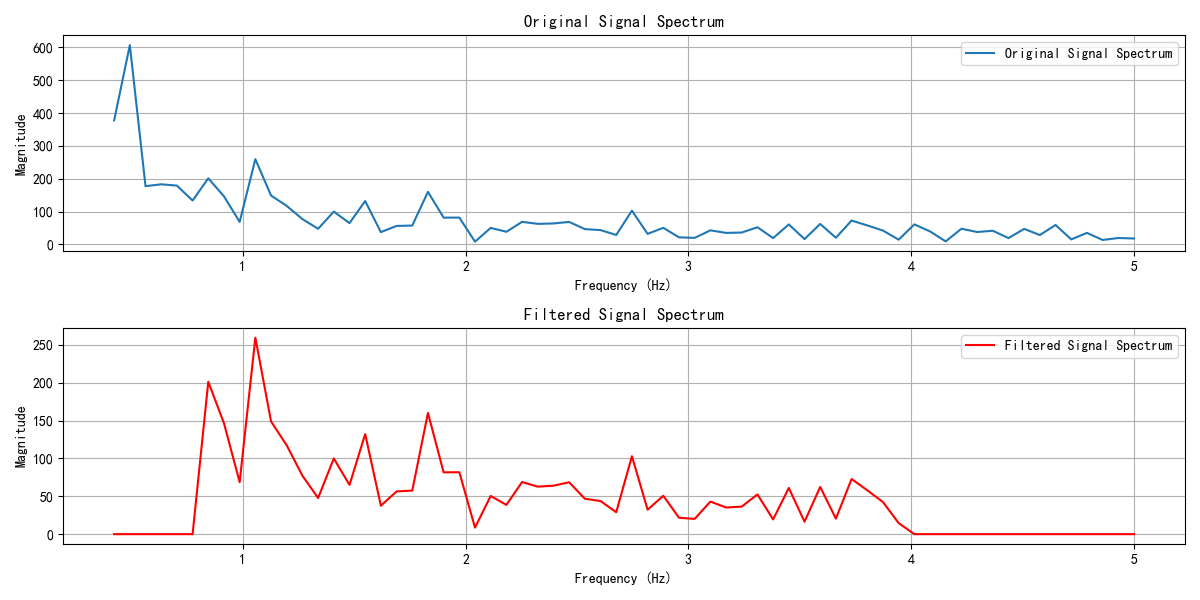 Original Signal Spectrum
600
500
400
300
200
100
0
Magnitude
Original Signal Spectrum
1 2 3 4 5
Frequency (Hz)
Filtered Signal Spectrum
250
200
150
100
50
0
Magnitude
Filtered Signal Spectrum
1 2 3 4 5
Frequency (Hz)